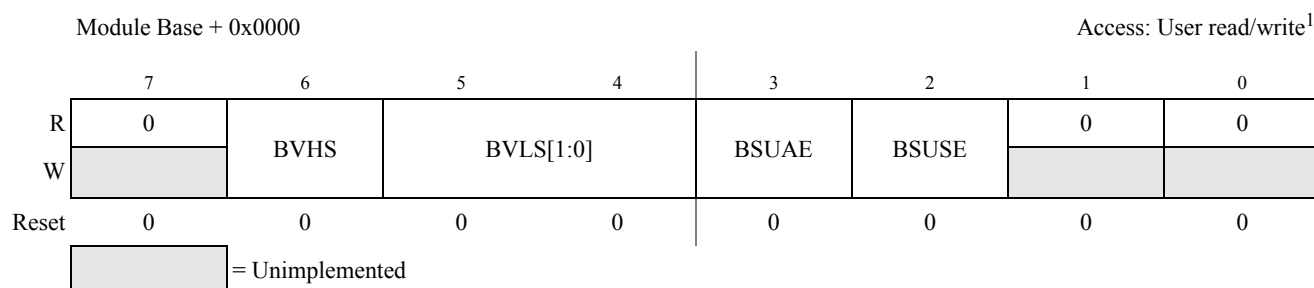 Module Base + 0x0000 Access: User read/write1
7 6 5 4 3 2 1 0
R 0 BVHS BVLS[1:0] BSUAE BSUSE 0 0
W
Reset 0 0 0 0 0 0 0 0
= Unimplemented